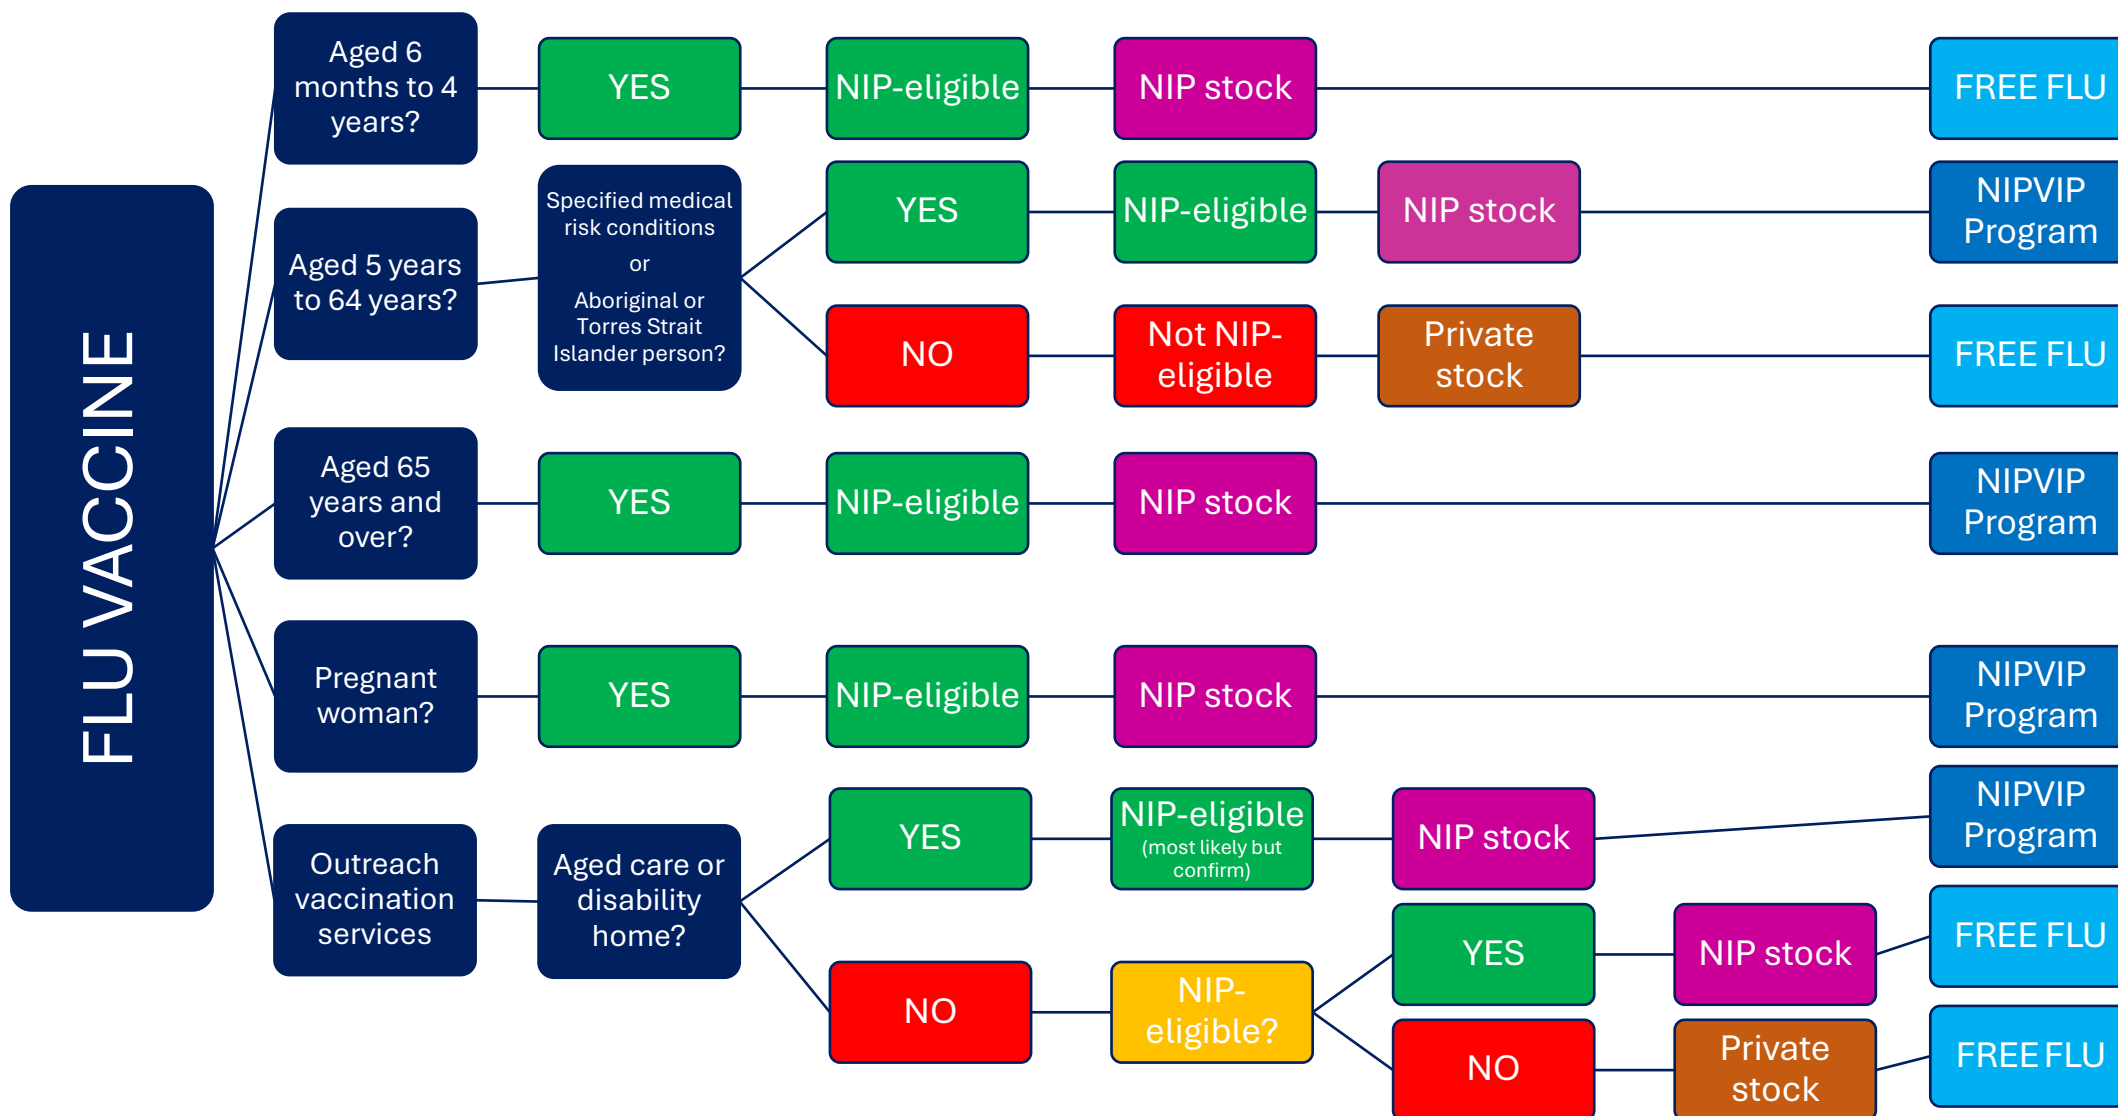 FLU VACCINE
Aged 6
months to 4
years?
YES
NIP-eligible
NIP stock
FREE FLU
Aged 5 years
to 64 years?
Specified medical
risk conditions
or
Aboriginal or
Torres Strait
Islander person?
YES
NIP-eligible
NIP stock
NIPVIP
Program
NO
Not NIP-
eligible
Private
stock
FREE FLU
Aged 65
years and
over?
YES
NIP-eligible
NIP stock
NIPVIP
Program
Pregnant
woman?
YES
NIP-eligible
NIP stock
NIPVIP
Program
Outreach
vaccination
services
Aged care or
disability
home?
YES
NIP-eligible
(most likely but
confirm)
NIP stock
NIPVIP
Program
NO
NIP-
eligible?
YES
NIP stock
FREE FLU
NO
Private
stock
FREE FLU